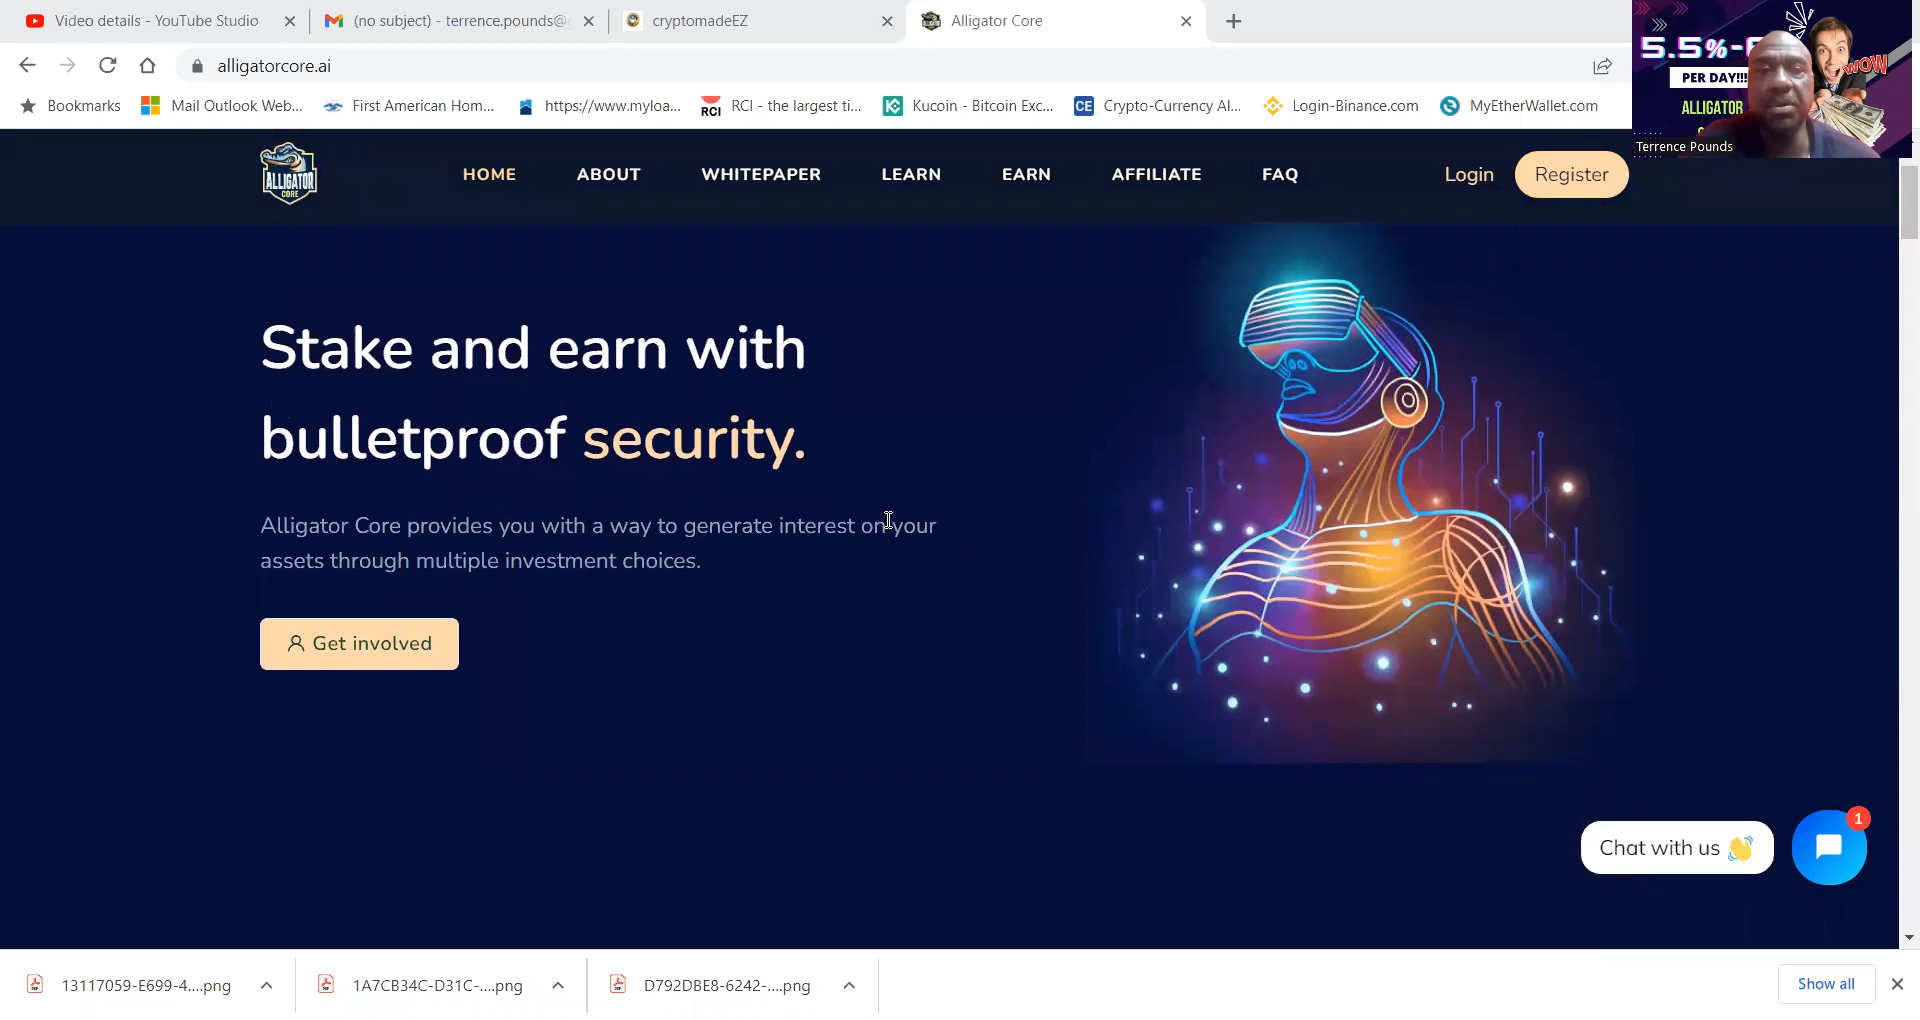 Video details - YouTube Studio
(no subject) - terrence.pounds@
cryptomadeEZ
Alligator Core
alligatorcore.ai
Bookmarks
Mail Outlook Web...
First American Hom...
https://www.myloa...
RCI
RCI - the largest ti...
Kucoin - Bitcoin Exc...
CE
Crypto-Currency Al...
Login-Binance.com
MyEtherWallet.com
5.5%-
PER DAY!!!
WOW
ALLIGATOR
Terrence Pounds
ALLIGATOR
CORE
HOME
ABOUT
WHITEPAPER
LEARN
EARN
AFFILIATE
FAQ
Login
Register
Stake and earn with
bulletproof security.
Alligator Core provides you with a way to generate interest on your
assets through multiple investment choices.
Get involved
Chat with us
1
13117059-E699-4....png
1A7CB34C-D31C-....png
D792DBE8-6242-....png
Show all